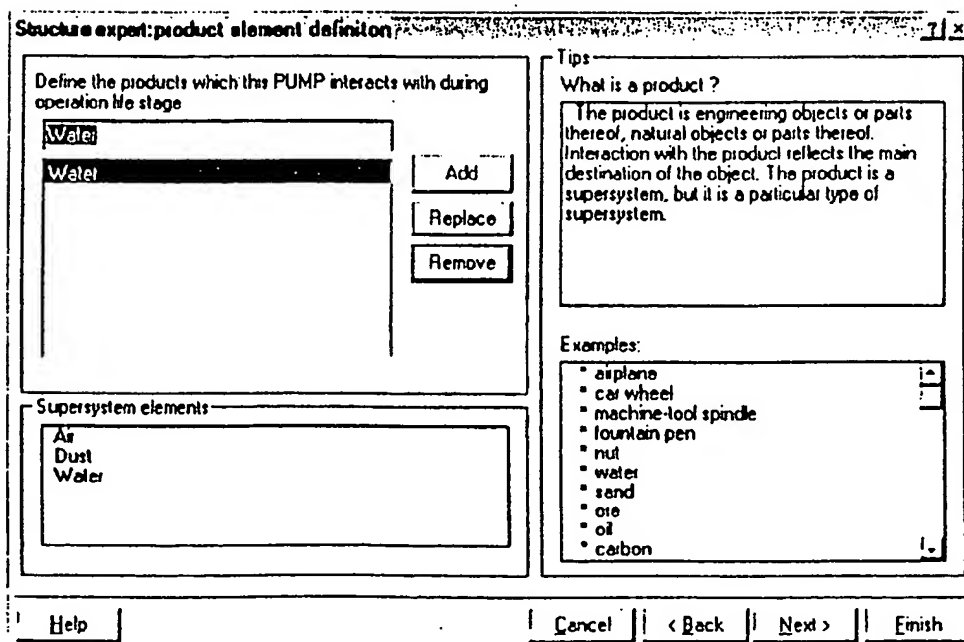 Structure expert:product element definiton
? x
Define the products which this PUMP interacts with during
operation life stage
Water
Water
Add
Replace
Remove
Supersystem elements
Air
Dust
Water
Tips
What is a product ?
The product is engineering objects or parts
thereof, natural objects or parts thereof.
Interaction with the product reflects the main
destination of the object. The product is a
supersystem, but it is a particular type of
supersystem.
Examples:
* airplane
* car wheel
* machine-tool spindle
* fountain pen
* nut
* water
* sand
* ore
* oil
* carbon
Help
Cancel
< Back
Next >
Finish